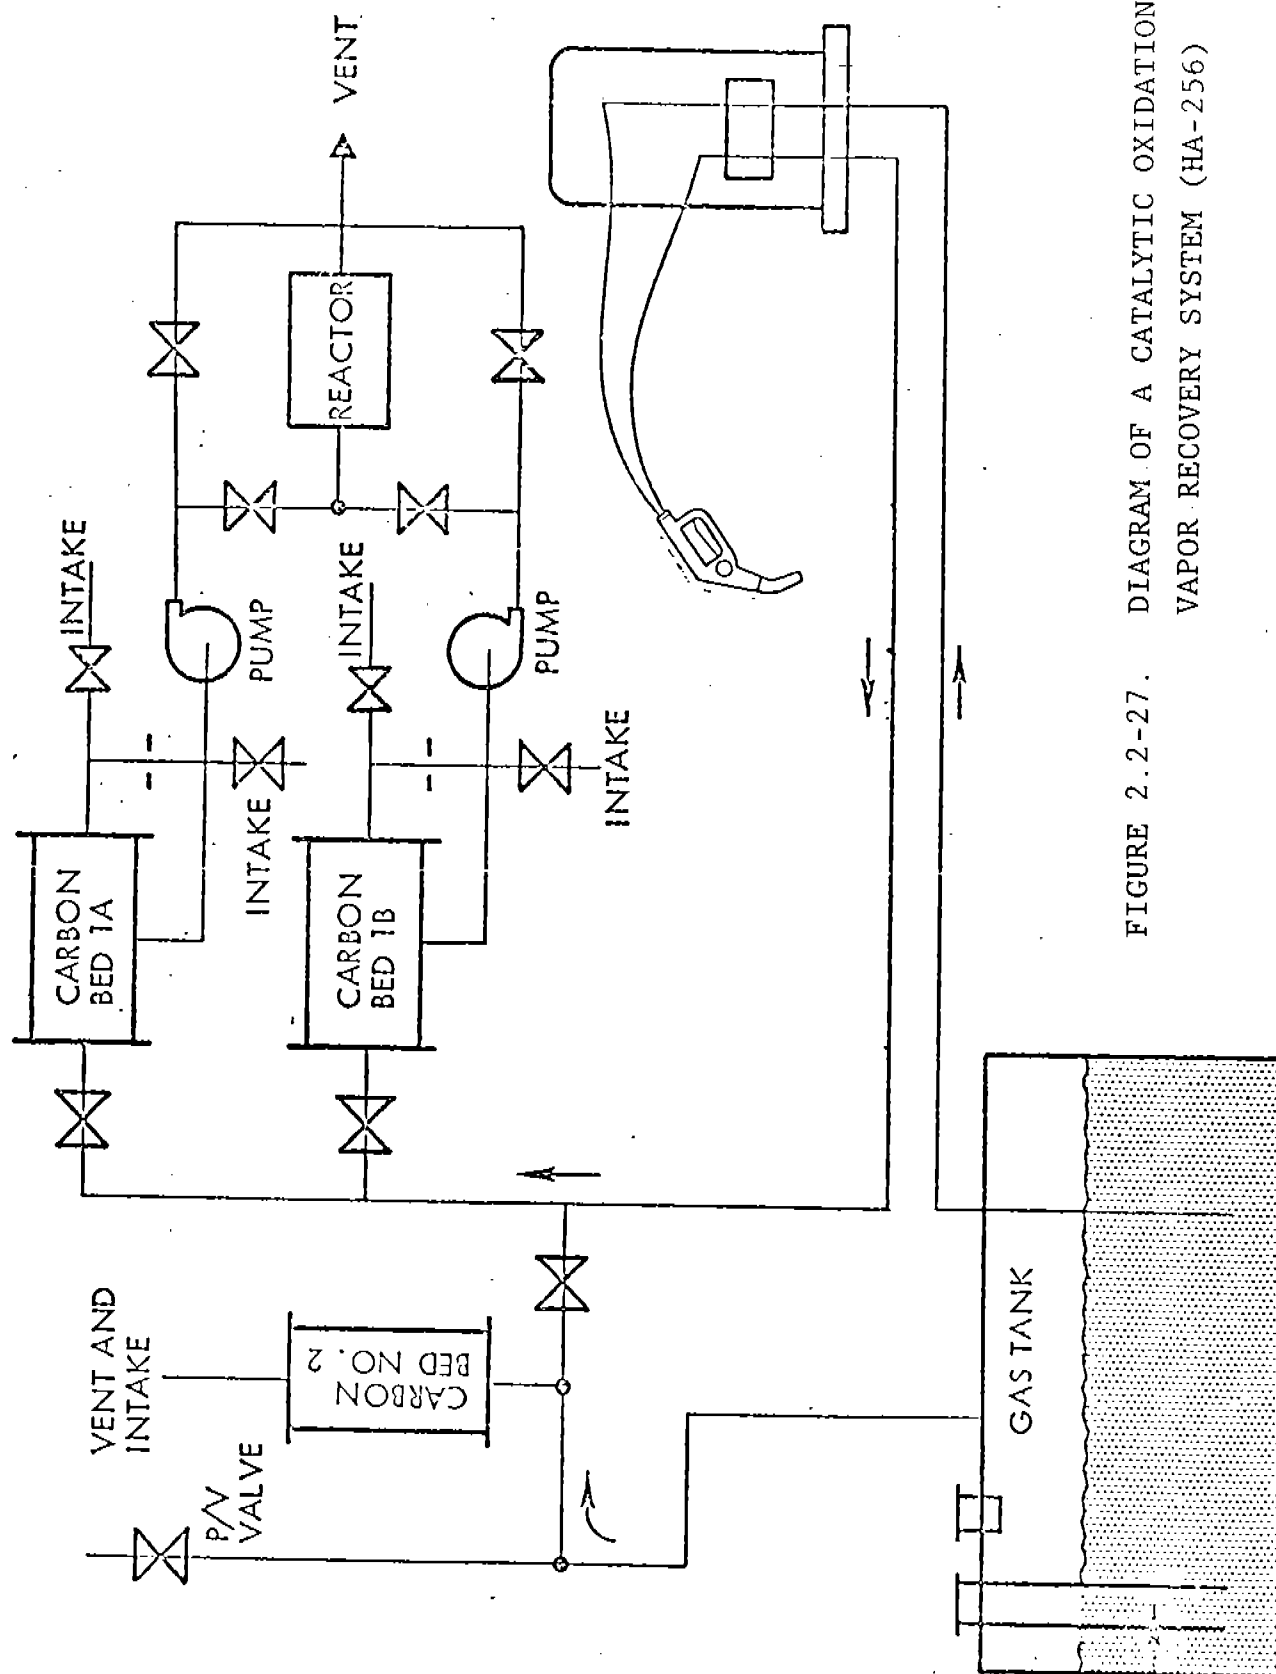 VENT AND
INTAKE
P/V
VALVE
CARBON
BED NO. 2
CARBON
BED 1A
CARBON
BED 1B
INTAKE
INTAKE
INTAKE
INTAKE
PUMP
PUMP
REACTOR
VENT
GAS TANK
FIGURE 2.2-27. DIAGRAM OF A CATALYTIC OXIDATION
VAPOR RECOVERY SYSTEM (HA-256)